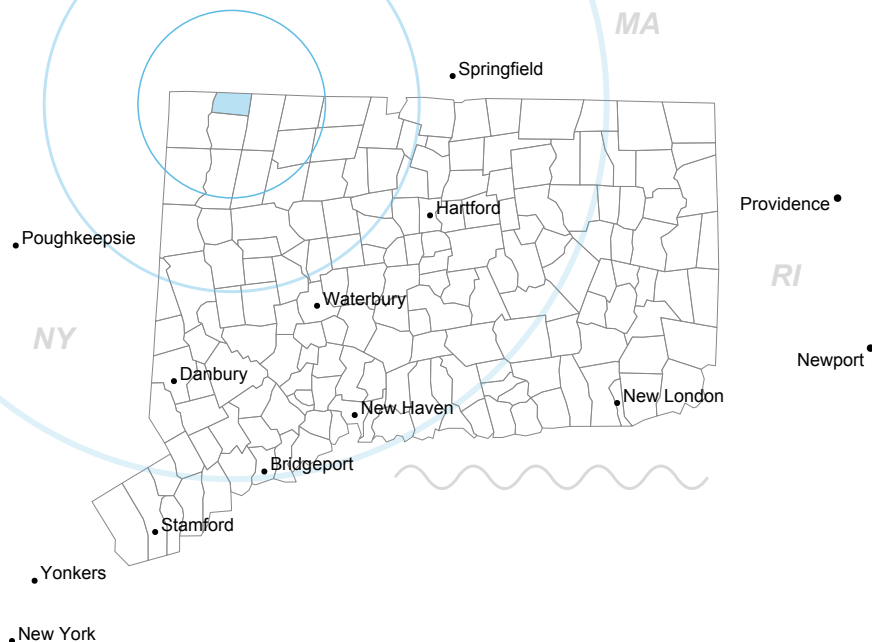 MA
Springfield
Providence
Hartford
Poughkeepsie
RI
Waterbury
NY
Newport
Danbury
New London
New Haven
Bridgeport
Stamford
Yonkers
New York